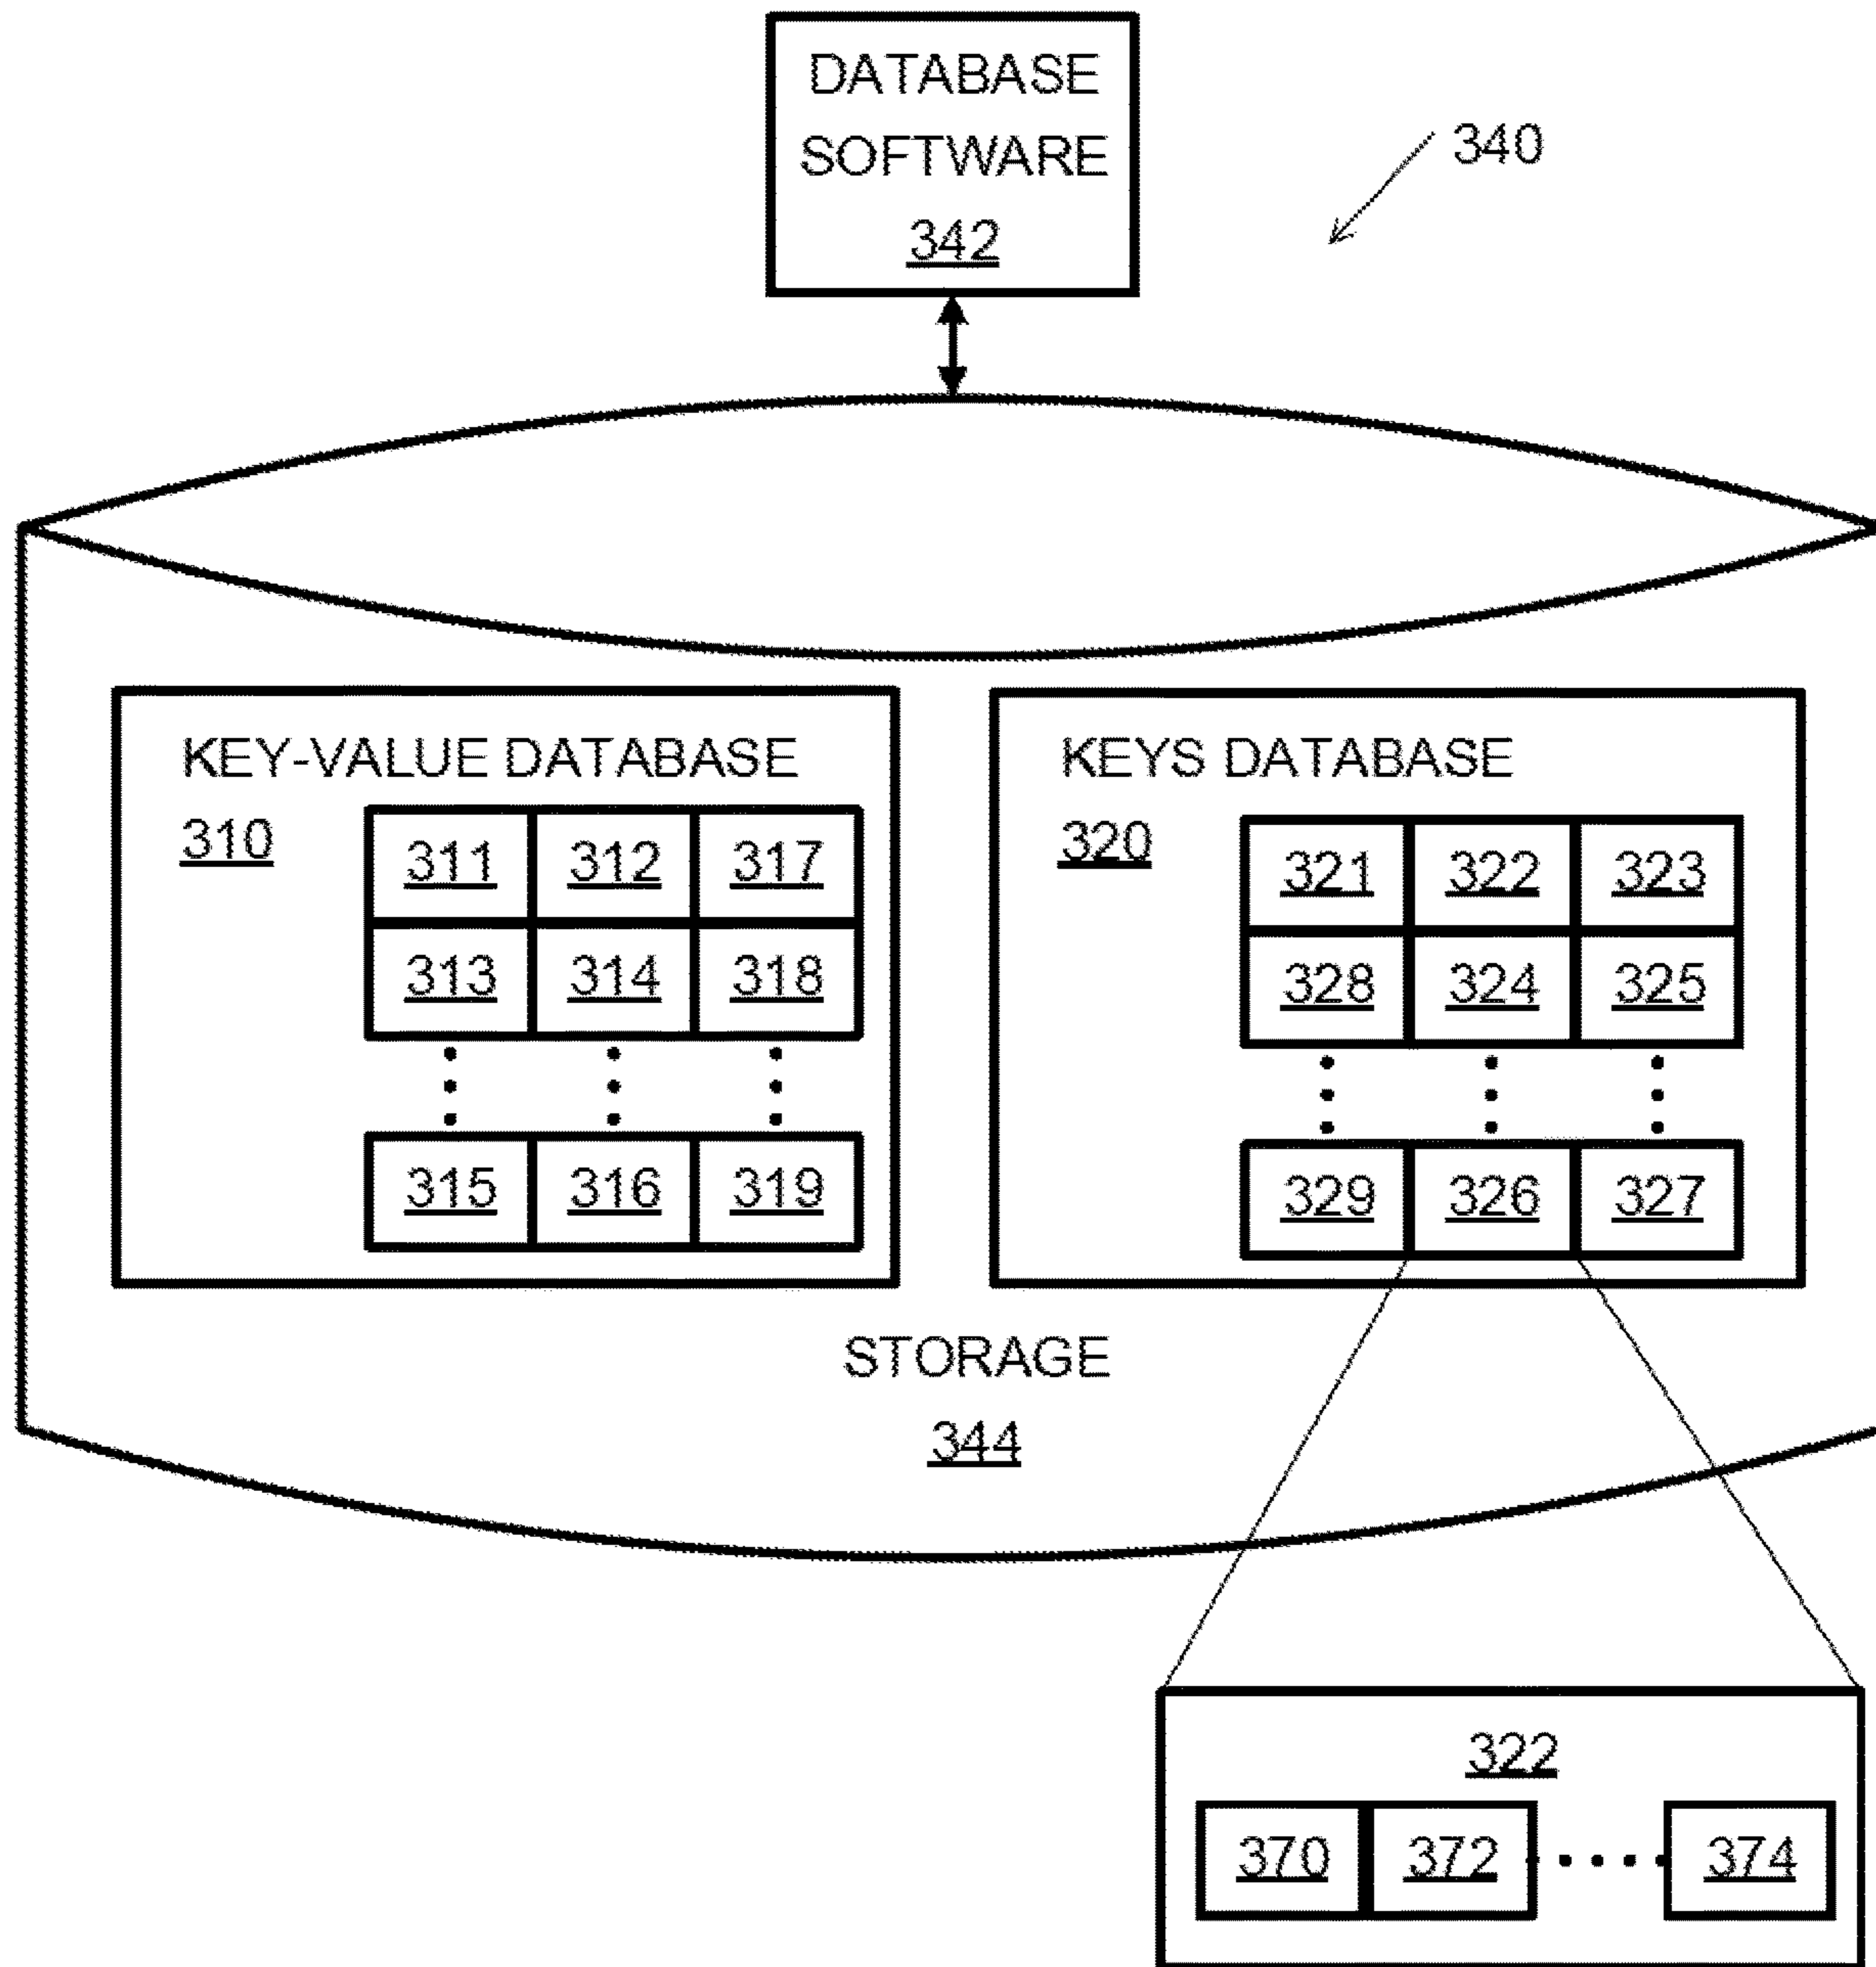 DATABASE
SOFTWARE
342
340
KEY-VALUE DATABASE
310
311 312 317
313 314 318
315 316 319
KEYS DATABASE
320
321 322 323
328 324 325
329 326 327
STORAGE
344
322
370 372 374